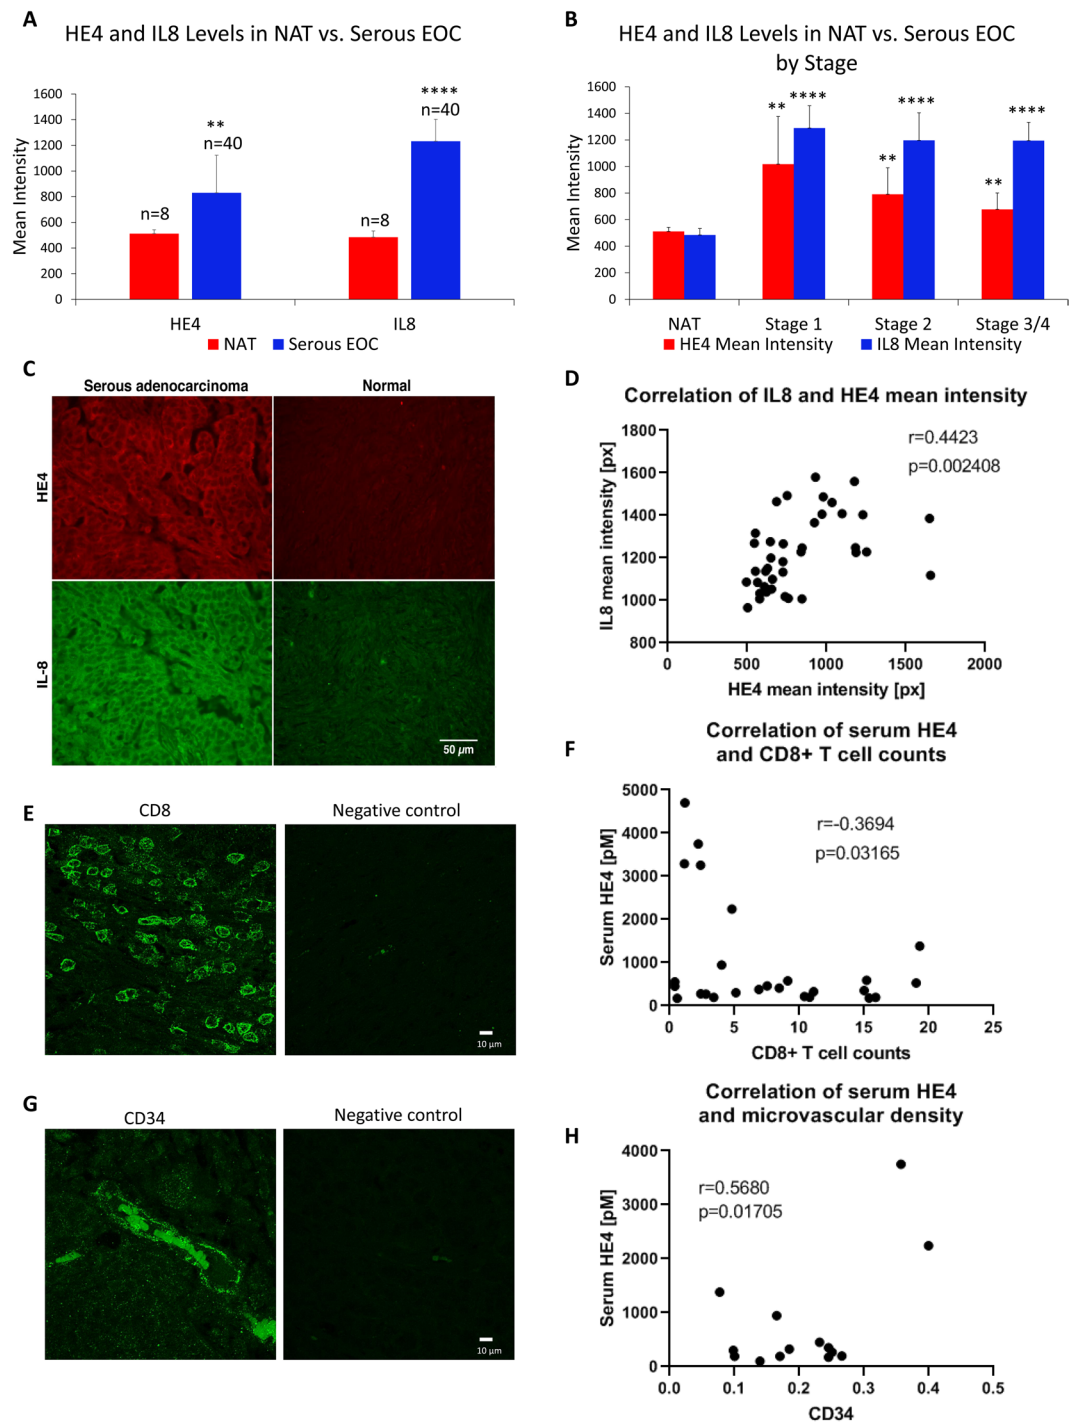 A
HE4 and IL8 Levels in NAT vs. Serous EOC
Mean Intensity
1600
1400
1200
1000
800
600
400
200
0
n=8
**
n=40
n=8
****
n=40
HE4
IL8
NAT
Serous EOC
B
HE4 and IL8 Levels in NAT vs. Serous EOC
by Stage
Mean Intensity
1600
1400
1200
1000
800
600
400
200
0
** ****
**
****
**
****
NAT
Stage 1
Stage 2
Stage 3/4
HE4 Mean Intensity
IL8 Mean Intensity
C
Serous adenocarcinoma
Normal
HE4
IL-8
50 µm
D
Correlation of IL8 and HE4 mean intensity
r=0.4423
p=0.002408
IL8 mean intensity [px]
1800
1600
1400
1200
1000
800
0
500
1000
1500
2000
HE4 mean intensity [px]
E
CD8
Negative control
10 µm
F
Correlation of serum HE4
and CD8+ T cell counts
r=-0.3694
p=0.03165
Serum HE4 [pM]
5000
4000
3000
2000
1000
0
0
5
10
15
20
25
CD8+ T cell counts
G
CD34
Negative control
10 µm
H
Correlation of serum HE4
and microvascular density
r=0.5680
p=0.01705
Serum HE4 [pM]
4000
3000
2000
1000
0
0.0
0.1
0.2
0.3
0.4
0.5
CD34